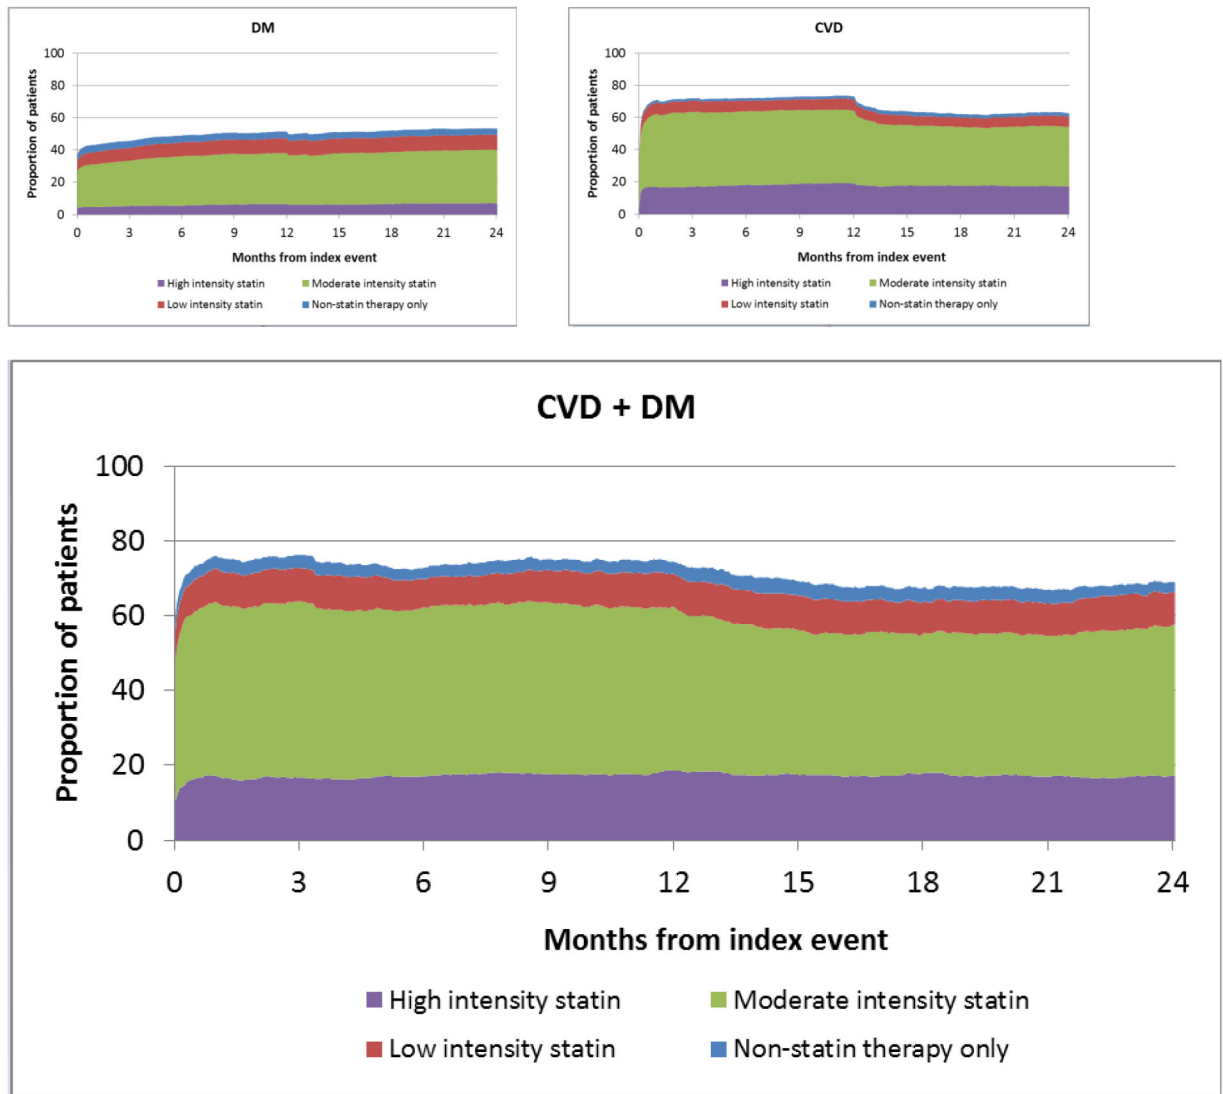 DM
Proportion of patients
100
80
60
40
20
0
0 3 6 9 12 15 18 21 24
Months from index event
High intensity statin Moderate intensity statin
Low intensity statin Non-statin therapy only
CVD
Proportion of patients
100
80
60
40
20
0
0 3 6 9 12 15 18 21 24
Months from index event
High intensity statin Moderate intensity statin
Low intensity statin Non-statin therapy only
CVD + DM
Proportion of patients
100
80
60
40
20
0
0 3 6 9 12 15 18 21 24
Months from index event
High intensity statin Moderate intensity statin
Low intensity statin Non-statin therapy only